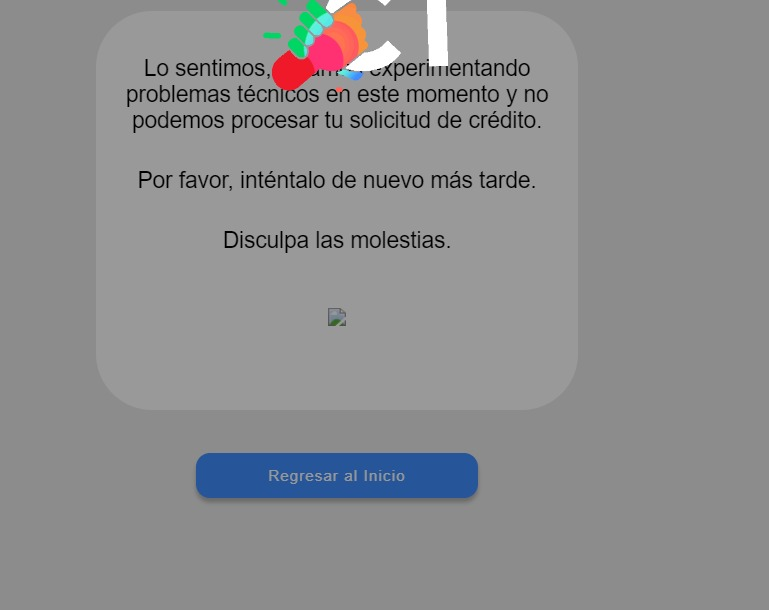 CT
Lo sentimos, experimentando
problemas técnicos en este momento y no
podemos procesar tu solicitud de crédito.
Por favor, inténtalo de nuevo más tarde.
Disculpa las molestias.
Regresar al Inicio